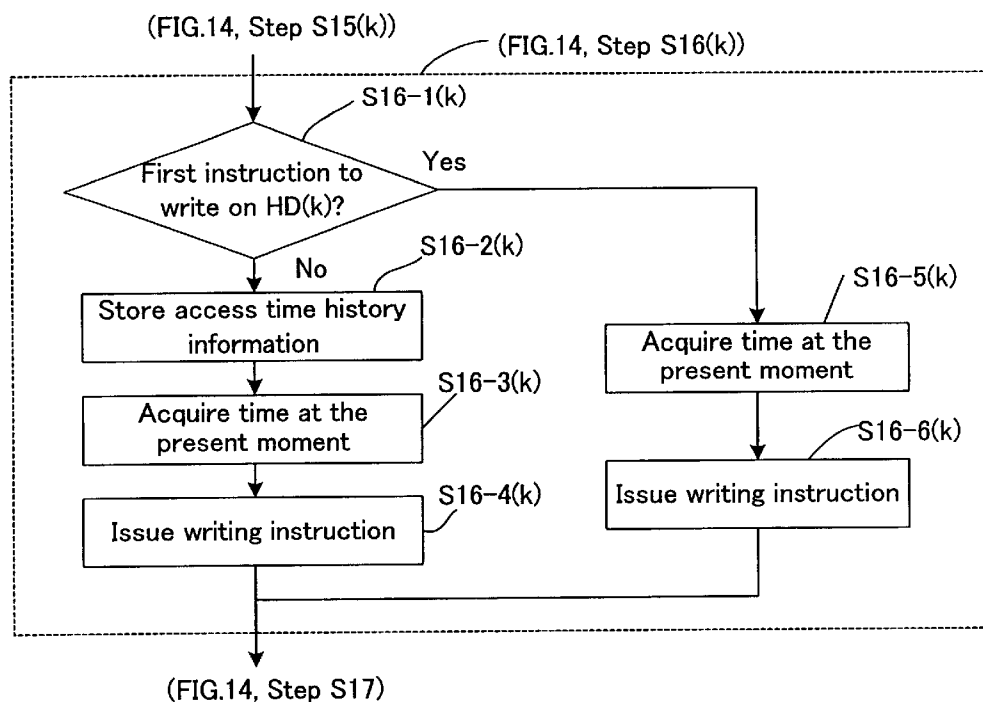 (FIG.14, Step S15(k))
(FIG.14, Step S16(k))
S16-1(k)
First instruction to
write on HD(k)?
Yes
No
S16-2(k)
Store access time history
information
S16-3(k)
Acquire time at the
present moment
S16-4(k)
Issue writing instruction
S16-5(k)
Acquire time at the
present moment
S16-6(k)
Issue writing instruction
(FIG.14, Step S17)